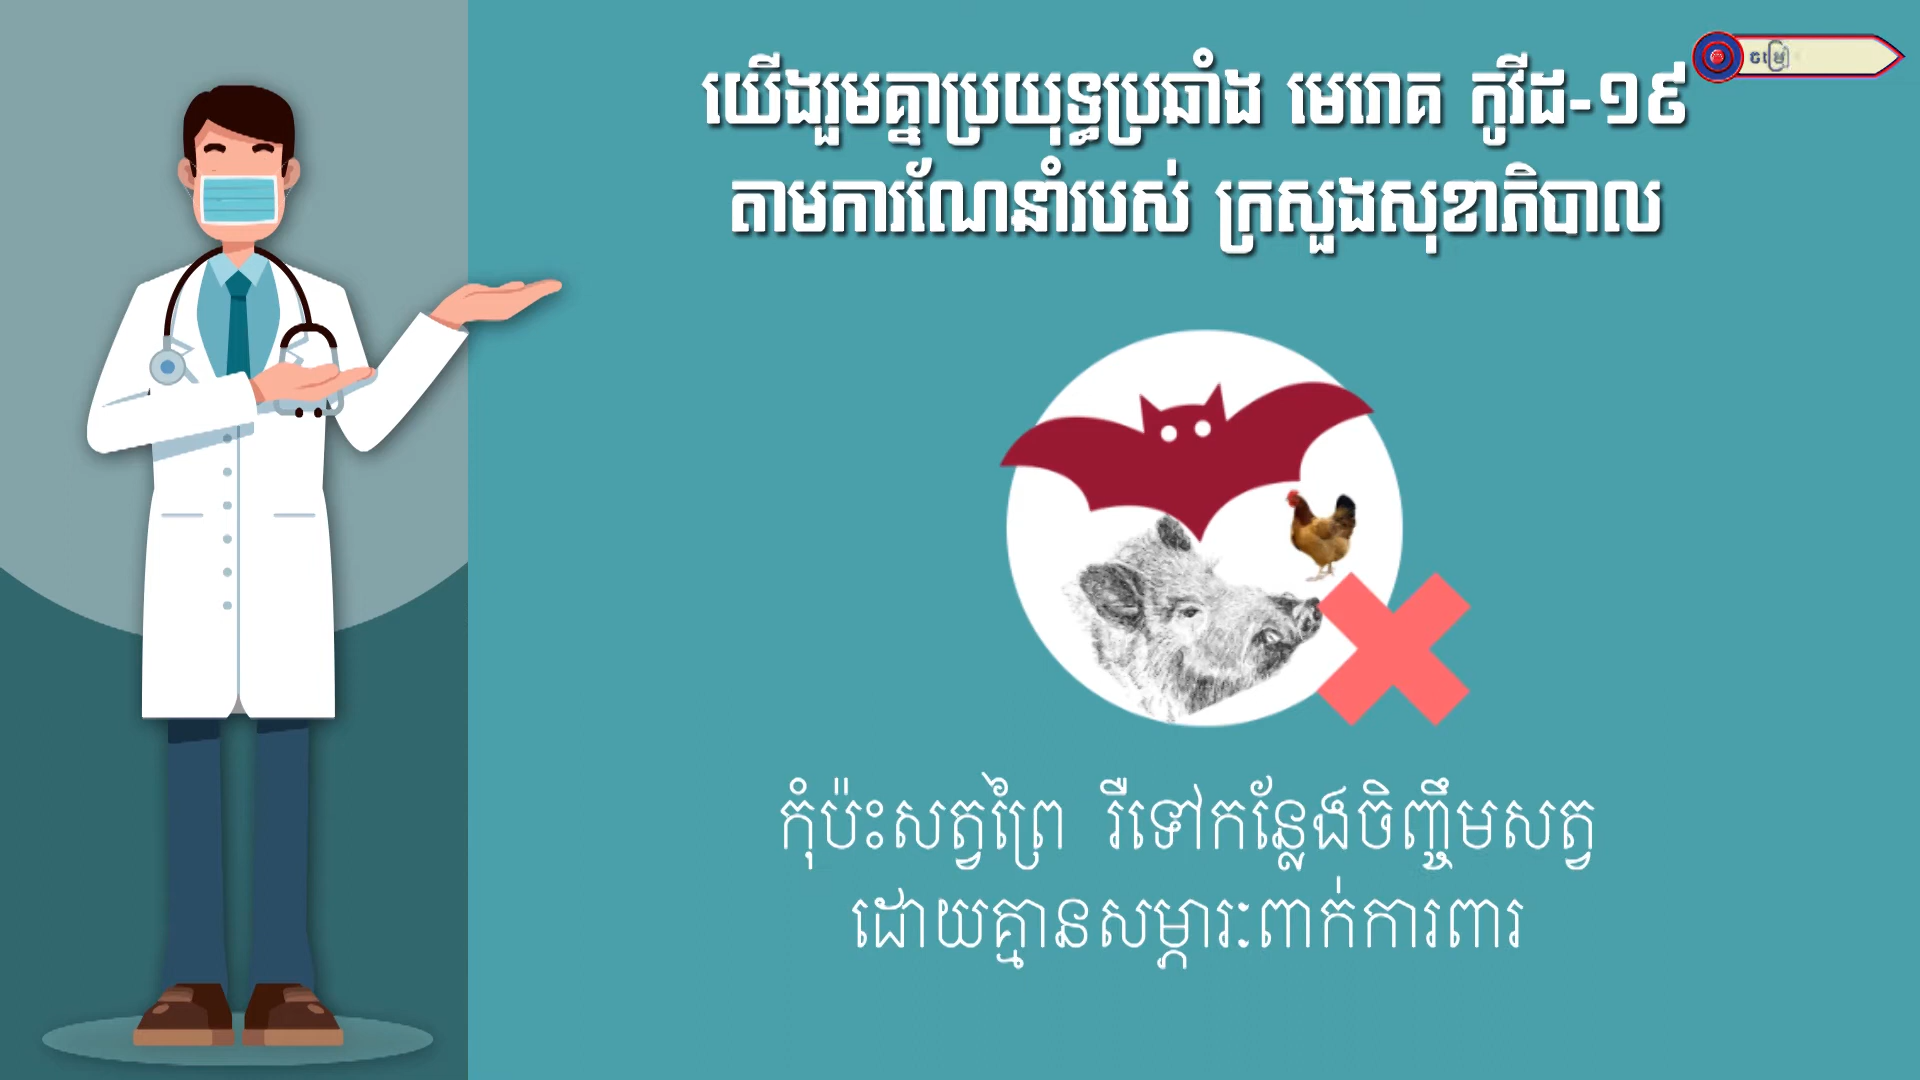 យើងរួមគ្នាប្រយុទ្ធប្រឆាំង មេរោគ កូវីដ-១៩
តាមការណែនាំរបស់ ក្រសួងសុខាភិបាល
កុំប៉ះសត្វព្រៃ រឺទៅកន្លែងចិញ្ចឹមសត្វ
ដោយគ្មានសម្ភារៈពាក់ការពារ